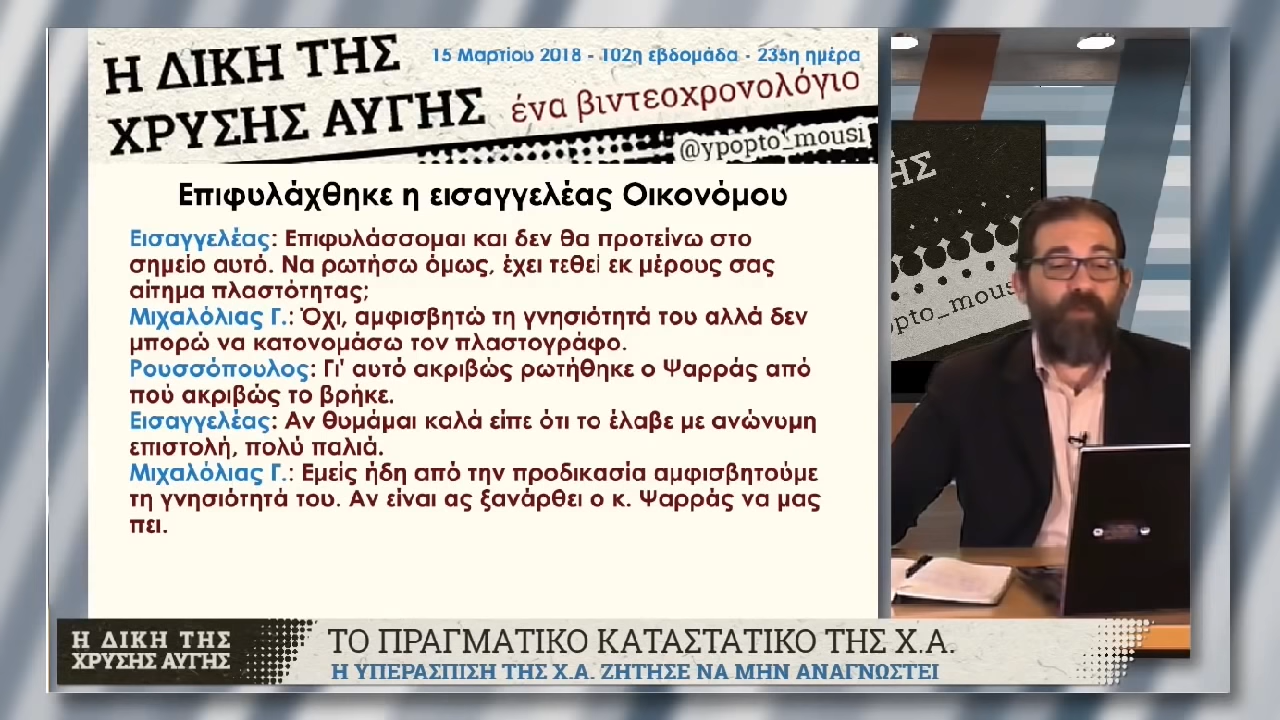 Η ΔΙΚΗ ΤΗΣ
ΧΡΥΣΗΣ ΑΥΓΗΣ
15 Μαρτίου 2018 - 102η εβδομάδα - 235η ημέρα
ένα βιντεοχρονολόγιο
@ypopto_mousi
Επιφυλάχθηκε η εισαγγελέας Οικονόμου
Εισαγγελέας: Επιφυλάσσομαι και δεν θα προτείνω στο
σημείο αυτό. Να ρωτήσω όμως, έχει τεθεί εκ μέρους σας
αίτημα πλαστότητας;
Μιχαλόλιας Γ.: Όχι, αμφισβητώ τη γνησιότητά του αλλά δεν
μπορώ να κατονομάσω τον πλαστογράφο.
Ρουσσόπουλος: Γι' αυτό ακριβώς ρωτήθηκε ο Ψαρράς από
πού ακριβώς το βρήκε.
Εισαγγελέας: Αν θυμάμαι καλά είπε ότι το έλαβε με ανώνυμη
επιστολή, πολύ παλιά.
Μιχαλόλιας Γ.: Εμείς ήδη από την προδικασία αμφισβητούμε
τη γνησιότητά του. Αν είναι ας ξανάρθει ο κ. Ψαρράς να μας
πει.
ΗΣ
opto_mous
Η ΔΙΚΗ ΤΗΣ
ΧΡΥΣΗΣ ΑΥΓΗΣ
ΤΟ ΠΡΑΓΜΑΤΙΚΟ ΚΑΤΑΣΤΑΤΙΚΟ ΤΗΣ Χ.Α.
Η ΥΠΕΡΑΣΠΙΣΗ ΤΗΣ Χ.Α. ΖΗΤΗΣΕ ΝΑ ΜΗΝ ΑΝΑΓΝΩΣΤΕΙ